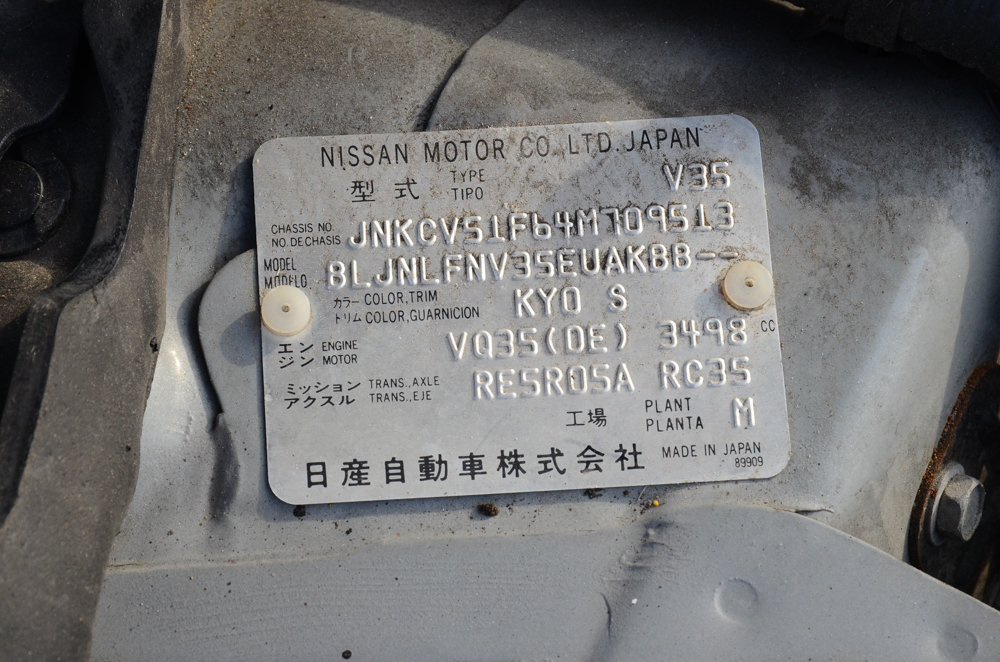 NISSAN MOTOR CO.,LTD.JAPAN
型式 TYPE TIPO V35
CHASSIS NO. NO.DECHASIS JNKCV51F64M709513
MODEL MODELO BLJNLFNV35EUAKBB--
カラー COLOR,TRIM
トリム COLOR,GUARNICION KYO S
エンジン ENGINE MOTOR VQ35(DE) 3498 CC
ミッション TRANS.,AXLE
アクスル TRANS.,EJE RE5R05A RC35
工場 PLANT PLANTA M
日産自動車株式会社 MADE IN JAPAN
89909